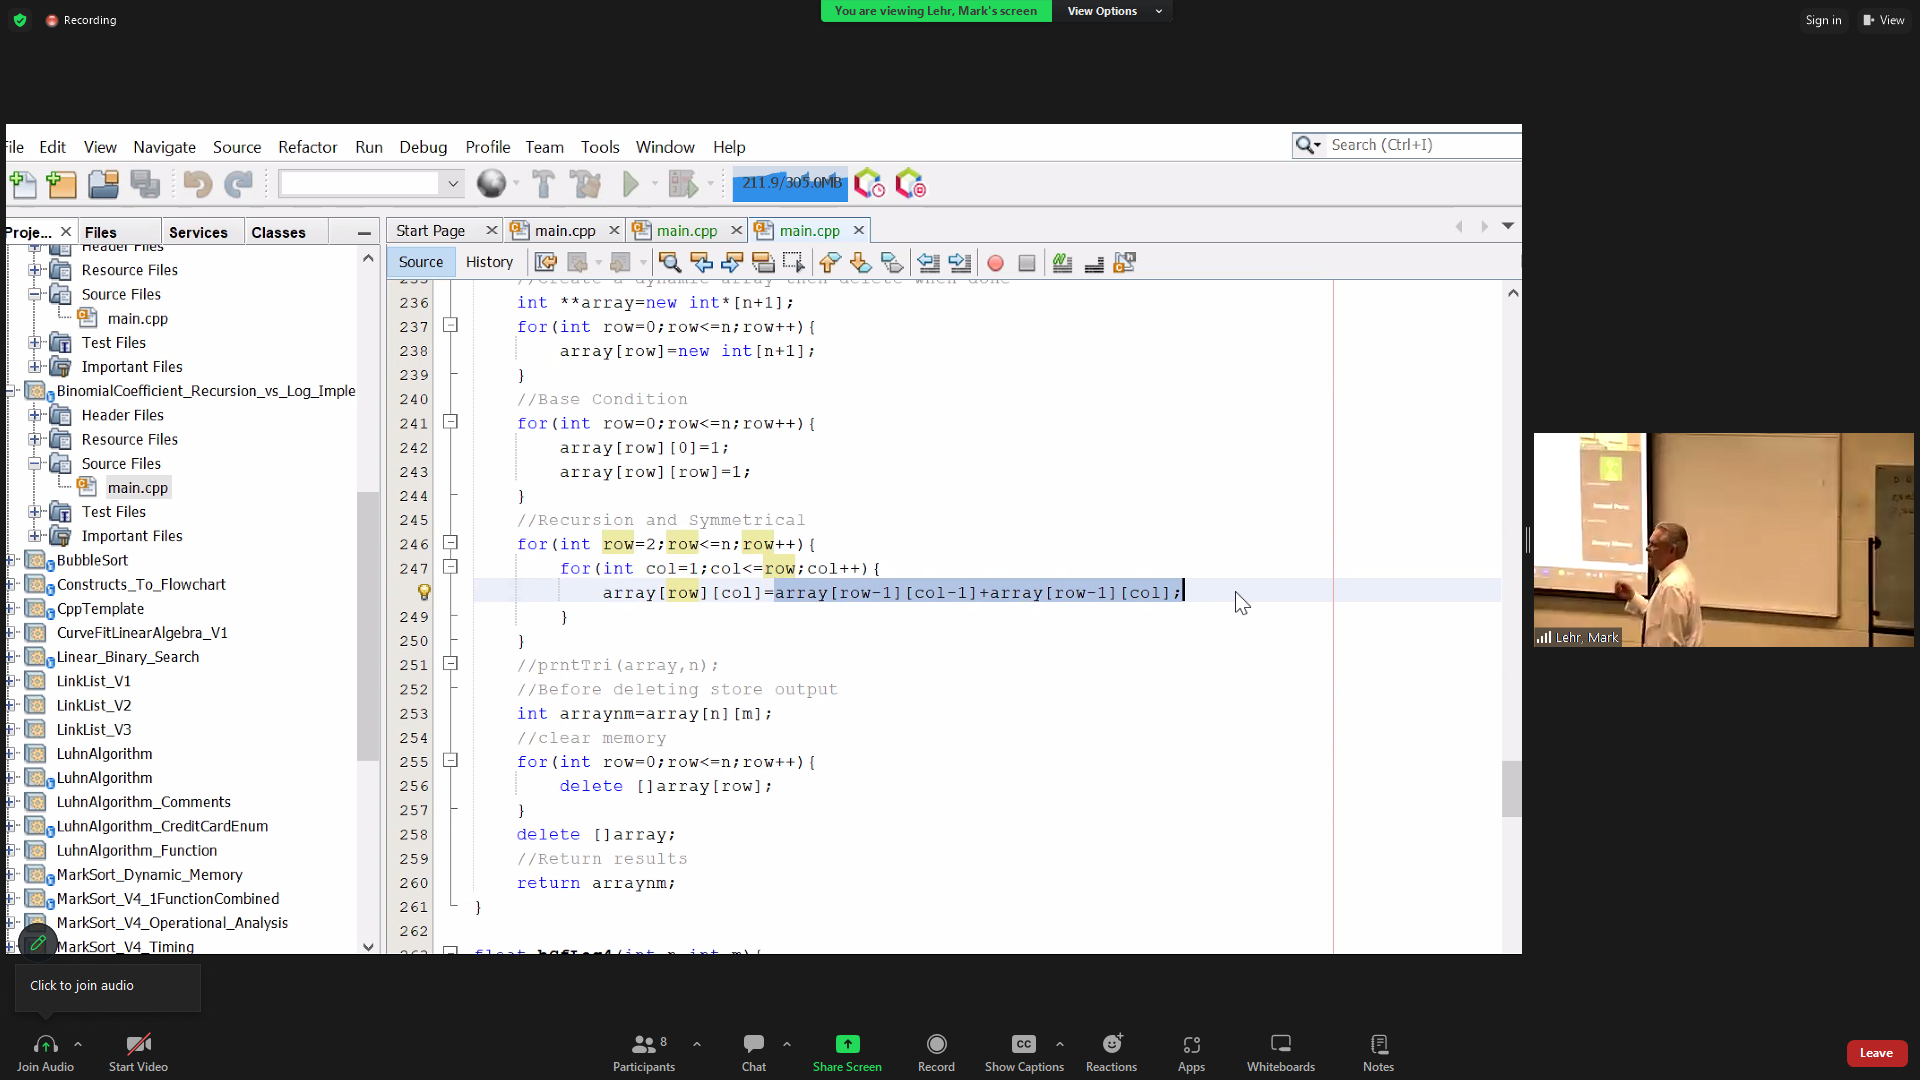 Recording
You are viewing Lehr, Mark's screen
View Options
Sign in
View
ile Edit View Navigate Source Refactor Run Debug Profile Team Tools Window Help
Search (Ctrl+I)
211.9/305.0MB
Proje... Files Services Classes
Start Page main.cpp main.cpp main.cpp
Source History
Header Files
Resource Files
Source Files
main.cpp
Test Files
Important Files
BinomialCoefficient_Recursion_vs_Log_Imple
Header Files
Resource Files
Source Files
main.cpp
Test Files
Important Files
BubbleSort
Constructs_To_Flowchart
CppTemplate
CurveFitLinearAlgebra_V1
Linear_Binary_Search
LinkList_V1
LinkList_V2
LinkList_V3
LuhnAlgorithm
LuhnAlgorithm
LuhnAlgorithm_Comments
LuhnAlgorithm_CreditCardEnum
LuhnAlgorithm_Function
MarkSort_Dynamic_Memory
MarkSort_V4_1FunctionCombined
MarkSort_V4_Operational_Analysis
MarkSort_V4_Timing
235 //Create a dynamic array then delete when done
236 int **array=new int*[n+1];
237 for(int row=0;row<=n;row++){
238 array[row]=new int[n+1];
239 }
240 //Base Condition
241 for(int row=0;row<=n;row++){
242 array[row][0]=1;
243 array[row][row]=1;
244 }
245 //Recursion and Symmetrical
246 for(int row=2;row<=n;row++){
247 for(int col=1;col<=row;col++){
array[row][col]=array[row-1][col-1]+array[row-1][col];
249 }
250 }
251 //prntTri(array,n);
252 //Before deleting store output
253 int arraynm=array[n][m];
254 //clear memory
255 for(int row=0;row<=n;row++){
256 delete []array[row];
257 }
258 delete []array;
259 //Return results
260 return arraynm;
261 }
262
Lehr, Mark
Click to join audio
Join Audio
Start Video
Participants 8
Chat
Share Screen
Record
CC
Show Captions
Reactions
Apps
Whiteboards
Notes
Leave